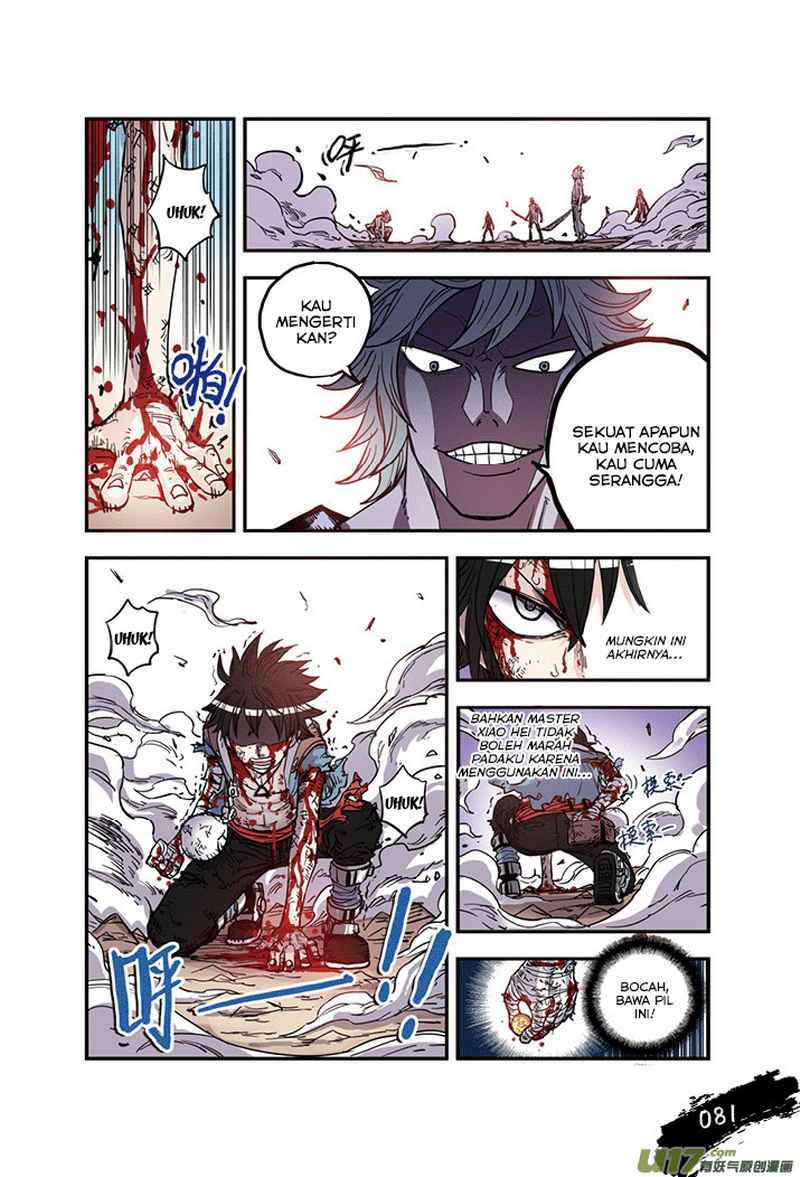 UHUK!
啪!
呼——
KAU
MENGERTI
KAN?
SEKUAT APAPUN
KAU MENCOBA,
KAU CUMA
SERANGGA!
UHUK!
UHUK!
呼——!!
MUNGKIN INI
AKHIRNYA...
BAHKAN MASTER
XIAO HEI TIDAK
BOLEH MARAH
PADAKU KARENA
MENGGUNAKAN INI...
摸索—
摸索—
BOCAH,
BAWA PIL
INI!
081
U17.com
有妖气原创漫画